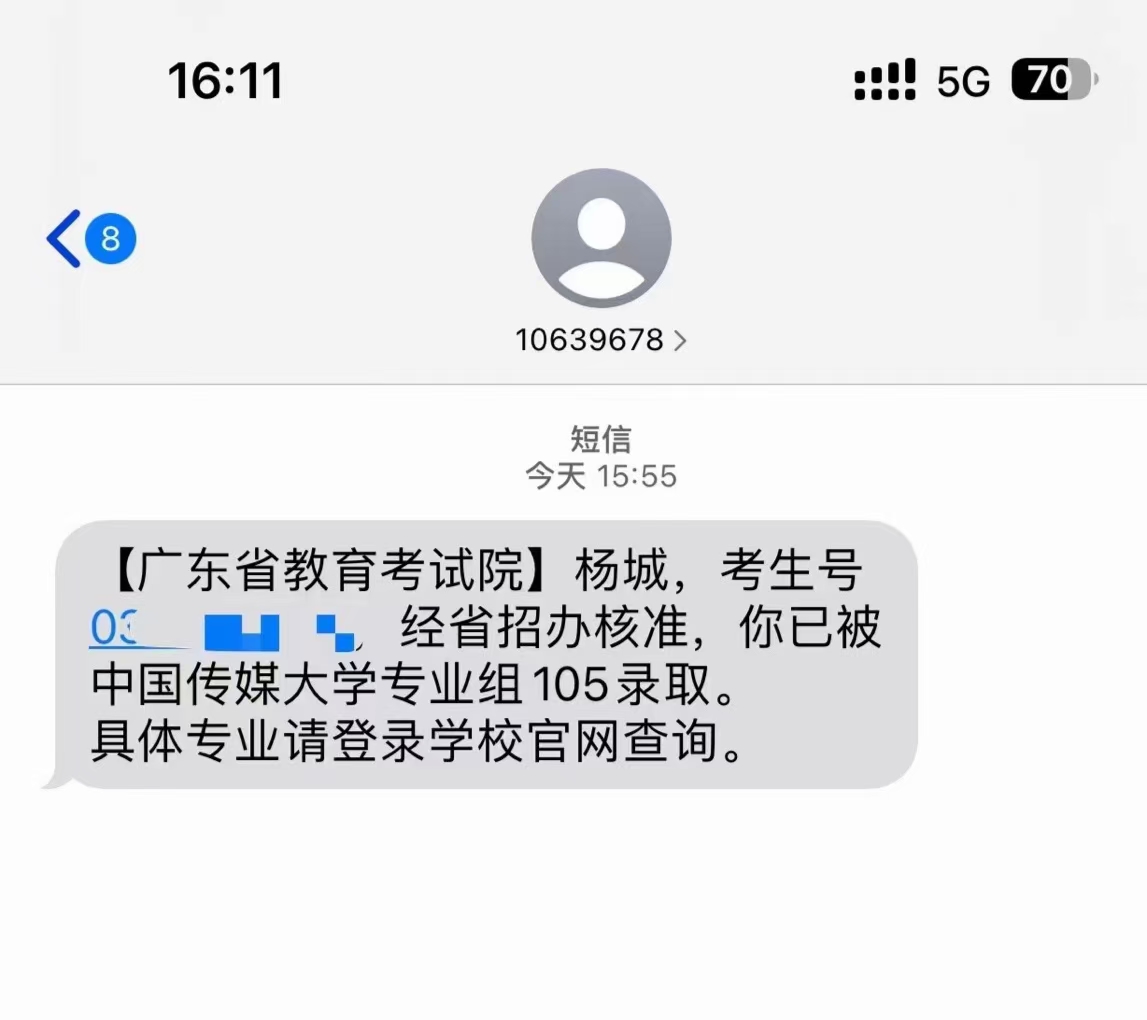 16:11
5G 70
8
10639678
短信
今天 15:55
【广东省教育考试院】杨城，考生号
03 ，经省招办核准，你已被
中国传媒大学专业组105录取。
具体专业请登录学校官网查询。